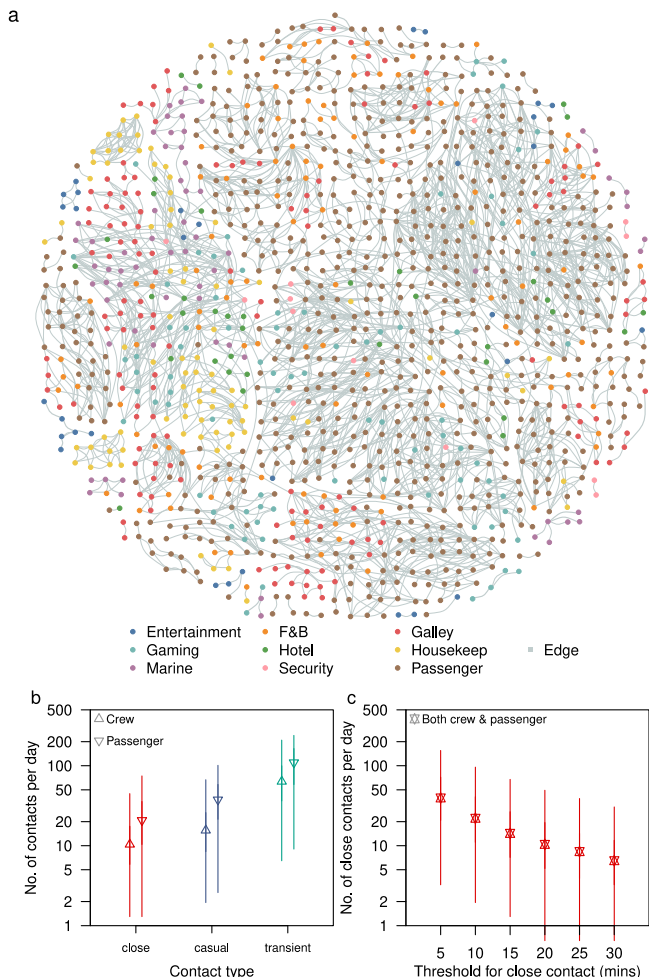 a
Entertainment F&B Galley
Gaming Hotel Housekeep Edge
Marine Security Passenger
b
500
200
100
50
20
10
5
2
1
No. of contacts per day
Crew
Passenger
close casual transient
Contact type
c
500
200
100
50
20
10
5
2
1
No. of close contacts per day
Both crew & passenger
5 10 15 20 25 30
Threshold for close contact (mins)